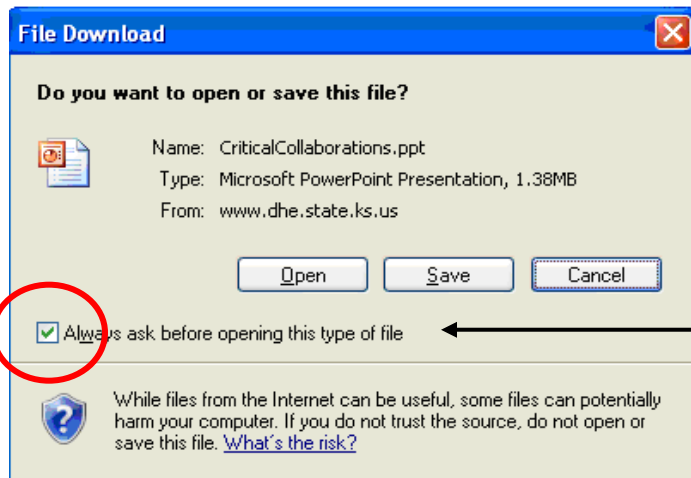 File Download
Do you want to open or save this file?
Name: CriticalCollaborations.ppt
Type: Microsoft PowerPoint Presentation, 1.38MB
From: www.dhe.state.ks.us
Open Save Cancel
Always ask before opening this type of file
While files from the Internet can be useful, some files can potentially
harm your computer. If you do not trust the source, do not open or
save this file. What's the risk?